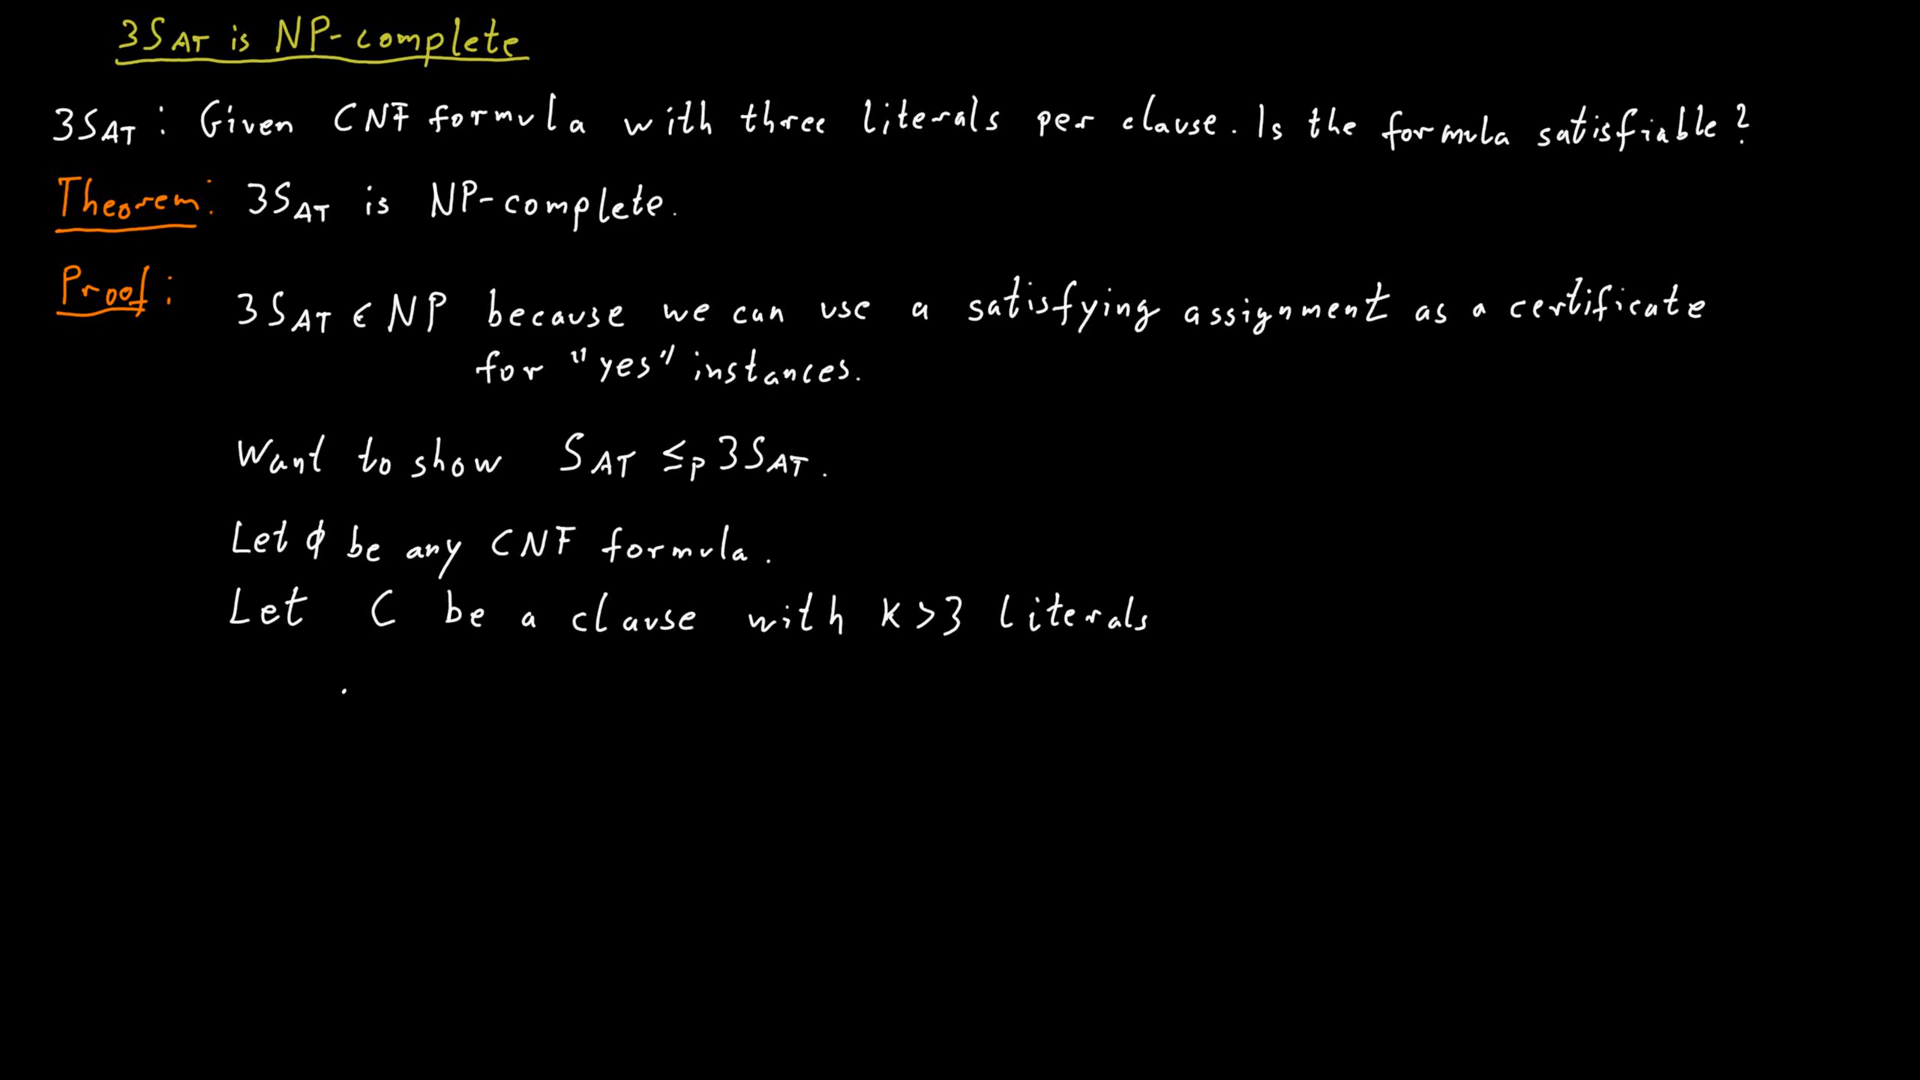 3SAT is NP-complete
3SAT: Given CNF formula with three literals per clause. Is the formula satisfiable?
Theorem: 3SAT is NP-complete.
Proof: 3SAT ∈ NP because we can use a satisfying assignment as a certificate
for "yes" instances.
Want to show SAT ≤p 3SAT.
Let ϕ be any CNF formula.
Let C be a clause with k>3 literals